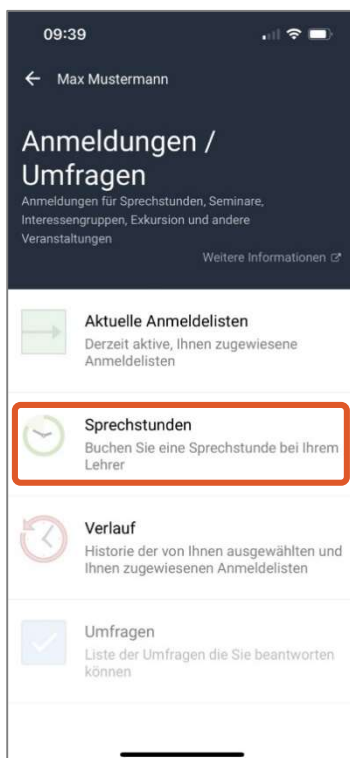 09:39
← Max Mustermann
Anmeldungen /
Umfragen
Anmeldungen für Sprechstunden, Seminare,
Interessengruppen, Exkursion und andere
Veranstaltungen
Weitere Informationen
Aktuelle Anmeldelisten
Derzeit aktive, Ihnen zugewiesene
Anmeldelisten
Sprechstunden
Buchen Sie eine Sprechstunde bei Ihrem
Lehrer
Verlauf
Historie der von Ihnen ausgewählten und
Ihnen zugewiesenen Anmeldelisten
Umfragen
Liste der Umfragen die Sie beantworten
können